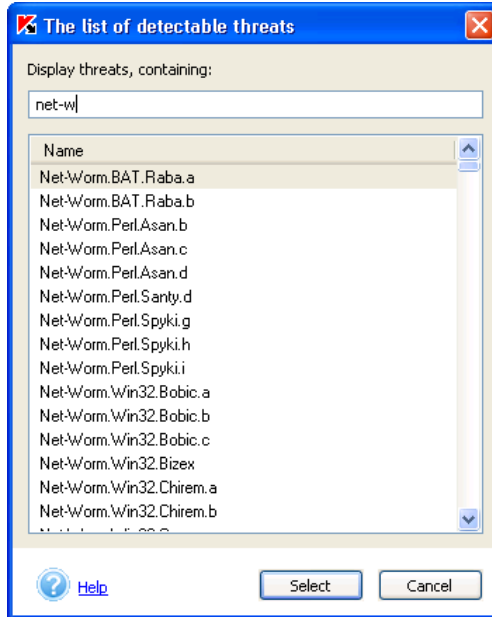 The list of detectable threats
Display threats, containing:
net-w
Name
Net-Worm.BAT.Raba.a
Net-Worm.BAT.Raba.b
Net-Worm.Perl.Asan.b
Net-Worm.Perl.Asan.c
Net-Worm.Perl.Asan.d
Net-Worm.Perl.Santy.d
Net-Worm.Perl.Spyki.g
Net-Worm.Perl.Spyki.h
Net-Worm.Perl.Spyki.i
Net-Worm.Win32.Bobic.a
Net-Worm.Win32.Bobic.b
Net-Worm.Win32.Bobic.c
Net-Worm.Win32.Bizex
Net-Worm.Win32.Chirem.a
Net-Worm.Win32.Chirem.b
Help
Select
Cancel